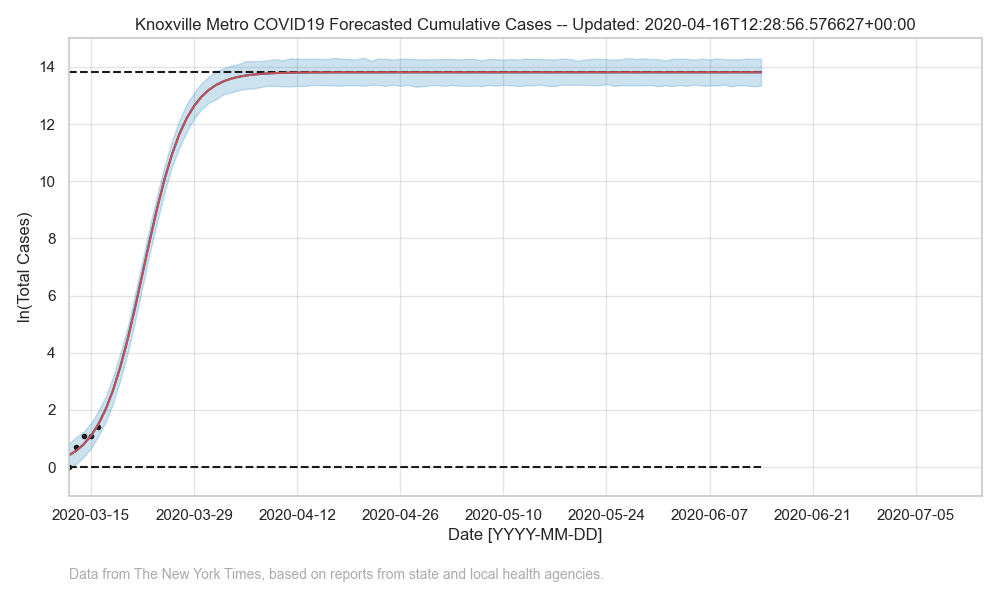 Knoxville Metro COVID19 Forecasted Cumulative Cases -- Updated: 2020-04-16T12:28:56.576627+00:00
ln(Total Cases)
14
12
10
8
6
4
2
0
2020-03-15 2020-03-29 2020-04-12 2020-04-26 2020-05-10 2020-05-24 2020-06-07 2020-06-21 2020-07-05
Date [YYYY-MM-DD]
Data from The New York Times, based on reports from state and local health agencies.